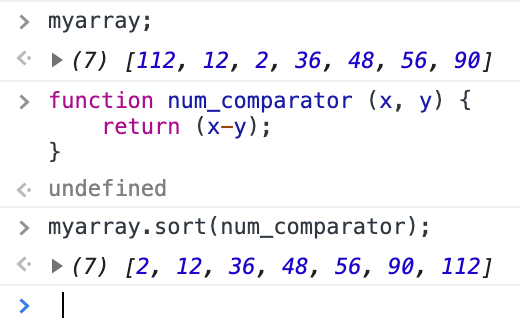 > myarray;
<· ▶ (7) [112, 12, 2, 36, 48, 56, 90]
> function num_comparator (x, y) {
    return (x-y);
}
<· undefined
> myarray.sort(num_comparator);
<· ▶ (7) [2, 12, 36, 48, 56, 90, 112]
>